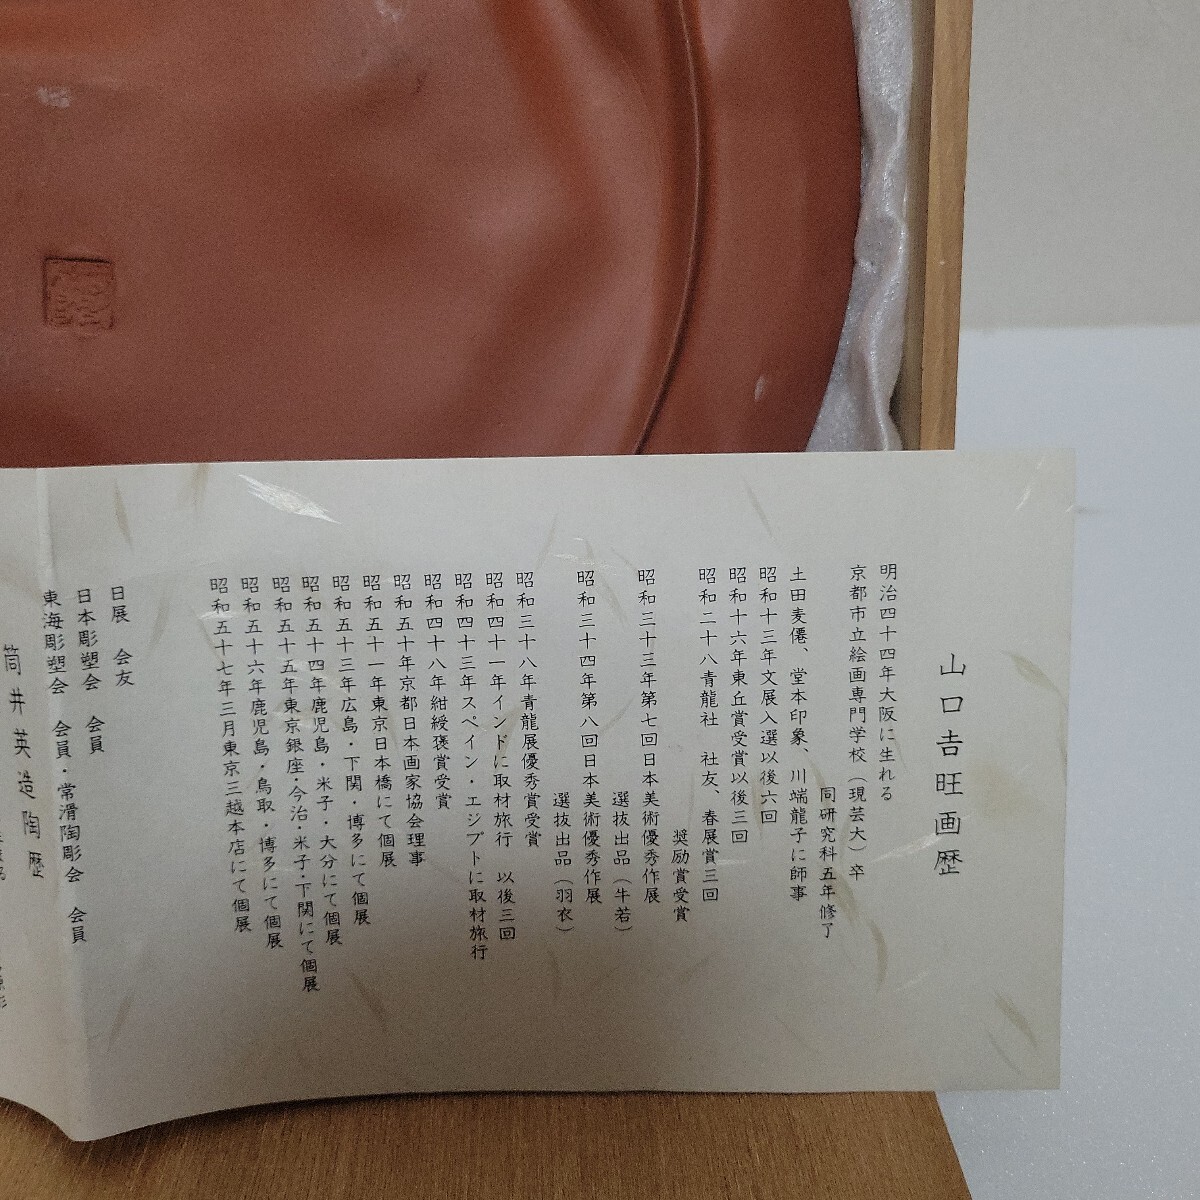 山口吉旺画歴
明治四十四年大阪に生れる
京都市立絵画専門学校（現芸大）卒
同研究科五年修了
土田麦僊、堂本印象、川端龍子に師事
昭和十三年文展入選以後六回
昭和十六年東丘賞受賞以後三回
昭和二十八青龍社　社友、春展賞三回
奨励賞受賞
昭和三十三年第七回日本美術優秀作展
選抜出品（牛若）
昭和三十四年第八回日本美術優秀作展
選抜出品（羽衣）
昭和三十八年青龍展優秀賞受賞
昭和四十一年インドに取材旅行　以後三回
昭和四十三年スペイン・エジプトに取材旅行
昭和四十八年紺綬褒賞受賞
昭和五十年京都日本画家協会理事
昭和五十一年東京日本橋にて個展
昭和五十三年広島・下関・博多にて個展
昭和五十四年鹿児島・米子・大分にて個展
昭和五十五年東京銀座・今治・米子・下関にて個展
昭和五十六年鹿児島・鳥取・博多にて個展
昭和五十七年三月東京三越本店にて個展
日展　会友
日本彫塑会　会員
東海彫塑会　会員・常滑陶彫会　会員
筒井英造陶歴